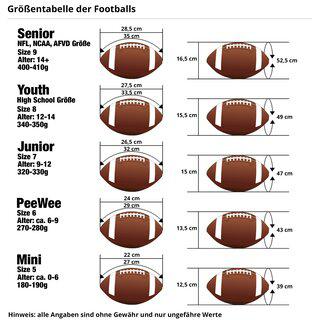 Größentabelle der Footballs
Senior
NFL, NCAA, AFVD Größe
Size 9
Alter: 14+
400-410g
28,5 cm
35 cm
16,5 cm
52,5 cm
Youth
High School Größe
Size 8
Alter: 12-14
340-350g
27,5 cm
33,5 cm
15,5 cm
49 cm
Junior
Size 7
Alter: 9-12
320-330g
26,5 cm
32 cm
15 cm
47 cm
PeeWee
Size 6
Alter: ca. 6-9
270-280g
24 cm
29 cm
13,5 cm
43 cm
Mini
Size 5
Alter: ca. 0-6
180-190g
22 cm
27 cm
12,5 cm
39 cm
Hinweis: alle Angaben sind ohne Gewähr und nur ungefähre Werte